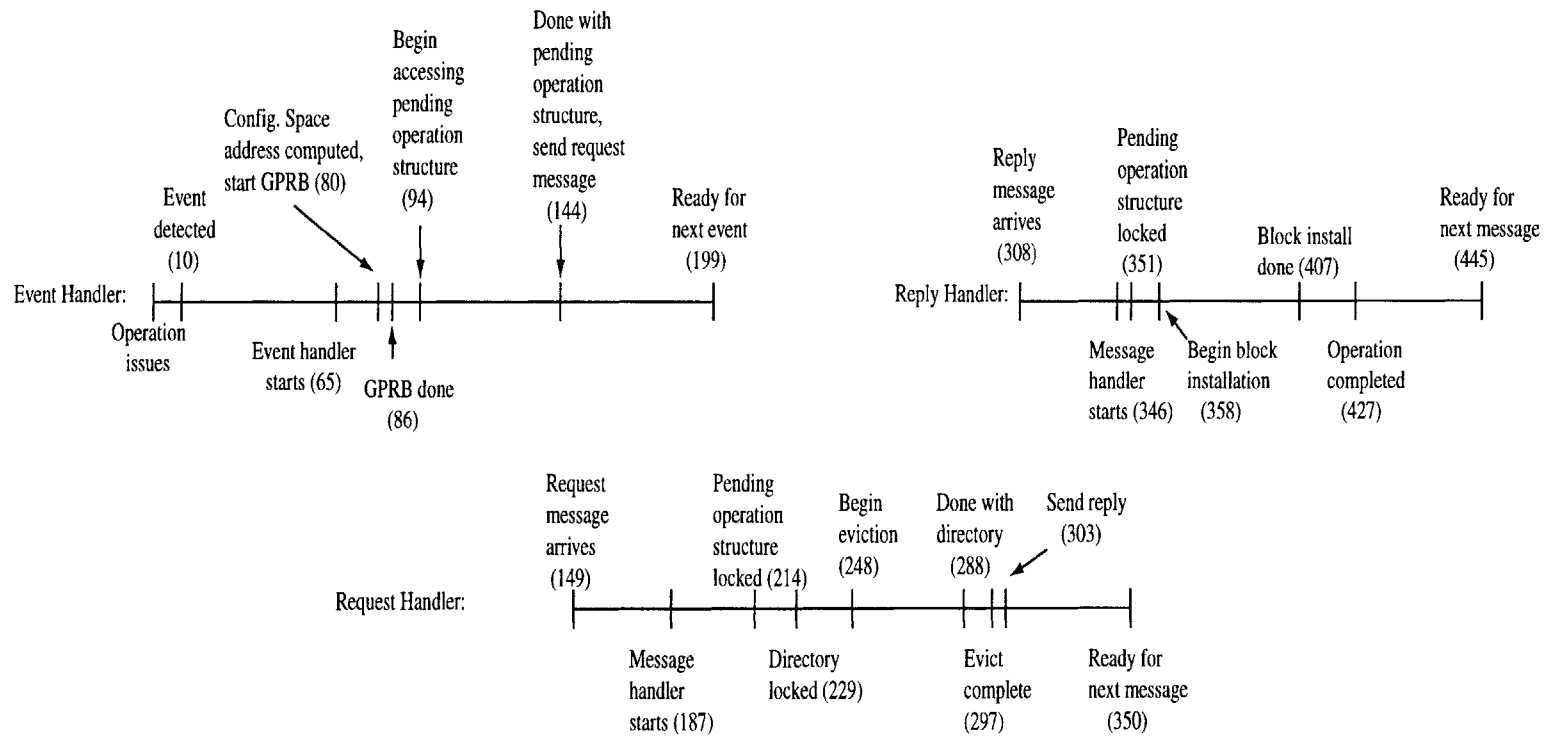 Event Handler:
Operation
issues
Event
detected
(10)
Event handler
starts (65)
Config. Space
address computed,
start GPRB (80)
GPRB done
(86)
Begin
accessing
pending
operation
structure
(94)
Done with
pending
operation
structure,
send request
message
(144)
Ready for
next event
(199)
Reply Handler:
Reply
message
arrives
(308)
Message
handler
starts (346)
Pending
operation
structure
locked
(351)
Begin block
installation
(358)
Block install
done (407)
Operation
completed
(427)
Ready for
next message
(445)
Request Handler:
Request
message
arrives
(149)
Message
handler
starts (187)
Pending
operation
structure
locked (214)
Directory
locked (229)
Begin
eviction
(248)
Done with
directory
(288)
Evict
complete
(297)
Send reply
(303)
Ready for
next message
(350)